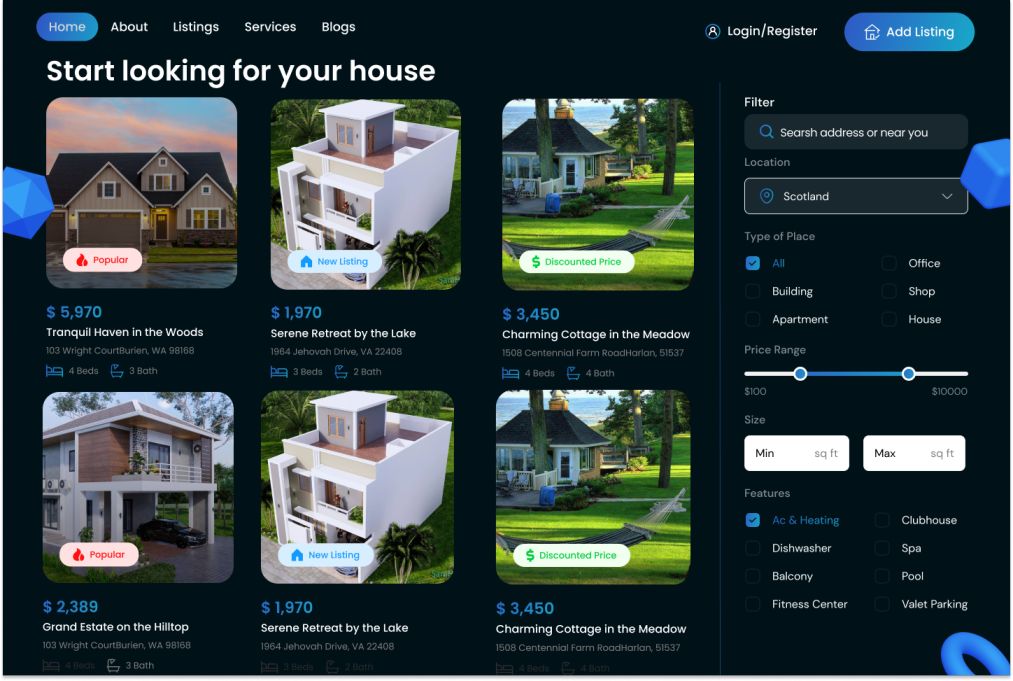 Home About Listings Services Blogs Login/Register Add Listing
Start looking for your house
Popular
New Listing
$ Discounted Price
$ 5,970
Tranquil Haven in the Woods
103 Wright CourtBurien, WA 98168
4 Beds 3 Bath
$ 1,970
Serene Retreat by the Lake
1964 Jehovah Drive, VA 22408
3 Beds 2 Bath
$ 3,450
Charming Cottage in the Meadow
1508 Centennial Farm RoadHarlan, 51537
4 Beds 4 Bath
Popular
New Listing
$ Discounted Price
$ 2,389
Grand Estate on the Hilltop
103 Wright CourtBurien, WA 98168
4 Beds 3 Bath
$ 1,970
Serene Retreat by the Lake
1964 Jehovah Drive, VA 22408
3 Beds 2 Bath
$ 3,450
Charming Cottage in the Meadow
1508 Centennial Farm RoadHarlan, 51537
4 Beds 4 Bath
Filter
Searsh address or near you
Location
Scotland
Type of Place
All Office
Building Shop
Apartment House
Price Range
$100 $10000
Size
Min sq ft Max sq ft
Features
Ac & Heating Clubhouse
Dishwasher Spa
Balcony Pool
Fitness Center Valet Parking